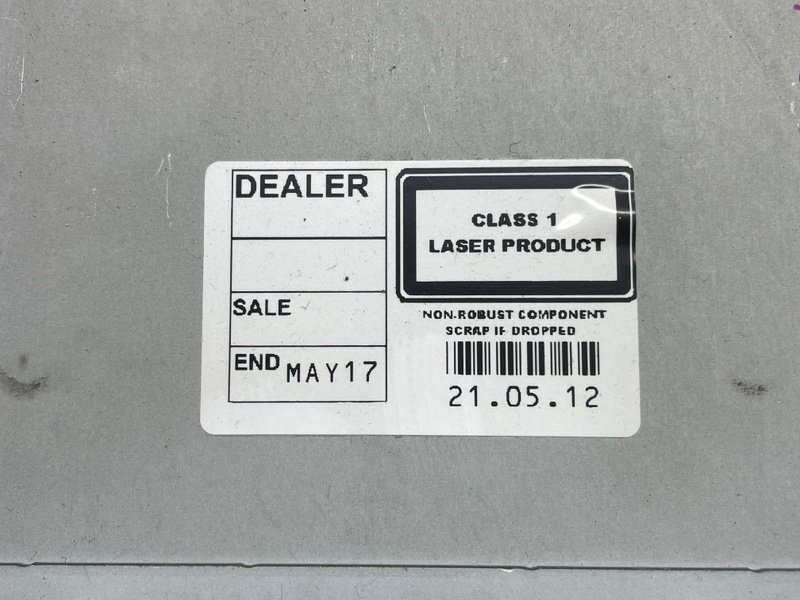 DEALER
SALE
END MAY17
CLASS 1
LASER PRODUCT
NON-ROBUST COMPONENT
SCRAP IF DROPPED
21.05.12